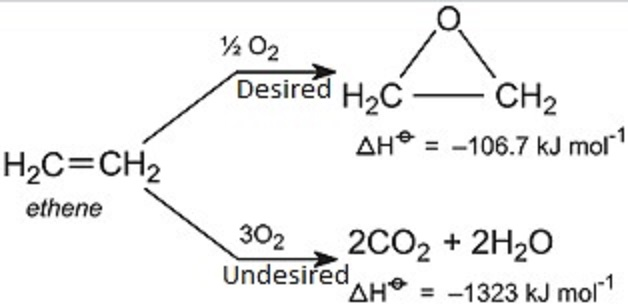 O
½ O₂
Desired
H₂C CH₂
ΔH⦵ = –106.7 kJ mol⁻¹
H₂C=CH₂
ethene
3O₂
Undesired
2CO₂ + 2H₂O
ΔH⦵ = –1323 kJ mol⁻¹